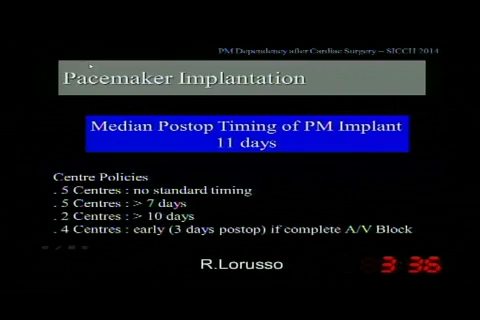 PM Dependency after Cardiac Surgery – SICCH 2014
Pacemaker Implantation
Median Postop Timing of PM Implant
11 days
Centre Policies
. 5 Centres : no standard timing
. 5 Centres : > 7 days
. 2 Centres : > 10 days
. 4 Centres : early (3 days postop) if complete A/V Block
R.Lorusso
3 36